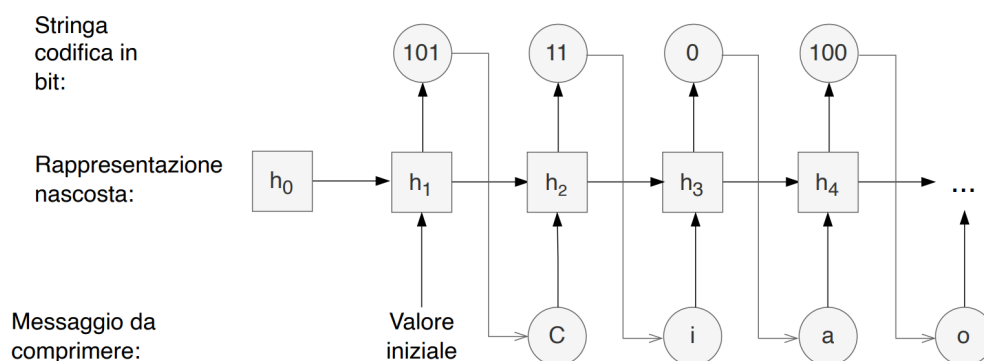 Stringa
codifica in
bit:
101
11
0
100
Rappresentazione
nascosta:
h0
h1
h2
h3
h4
...
Messaggio da
comprimere:
Valore
iniziale
C
i
a
o